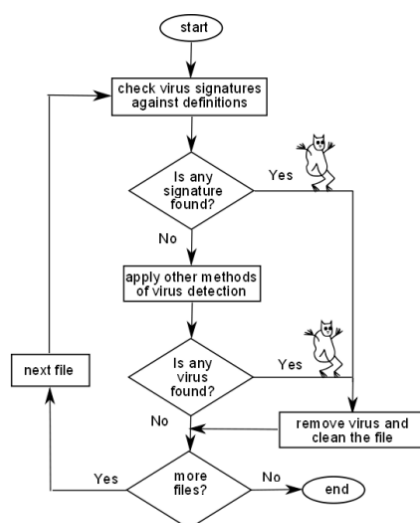 start
check virus signatures
against definitions
Is any
signature
found?
Yes
No
apply other methods
of virus detection
Is any
virus
found?
Yes
No
next file
remove virus and
clean the file
more
files?
Yes
No
end